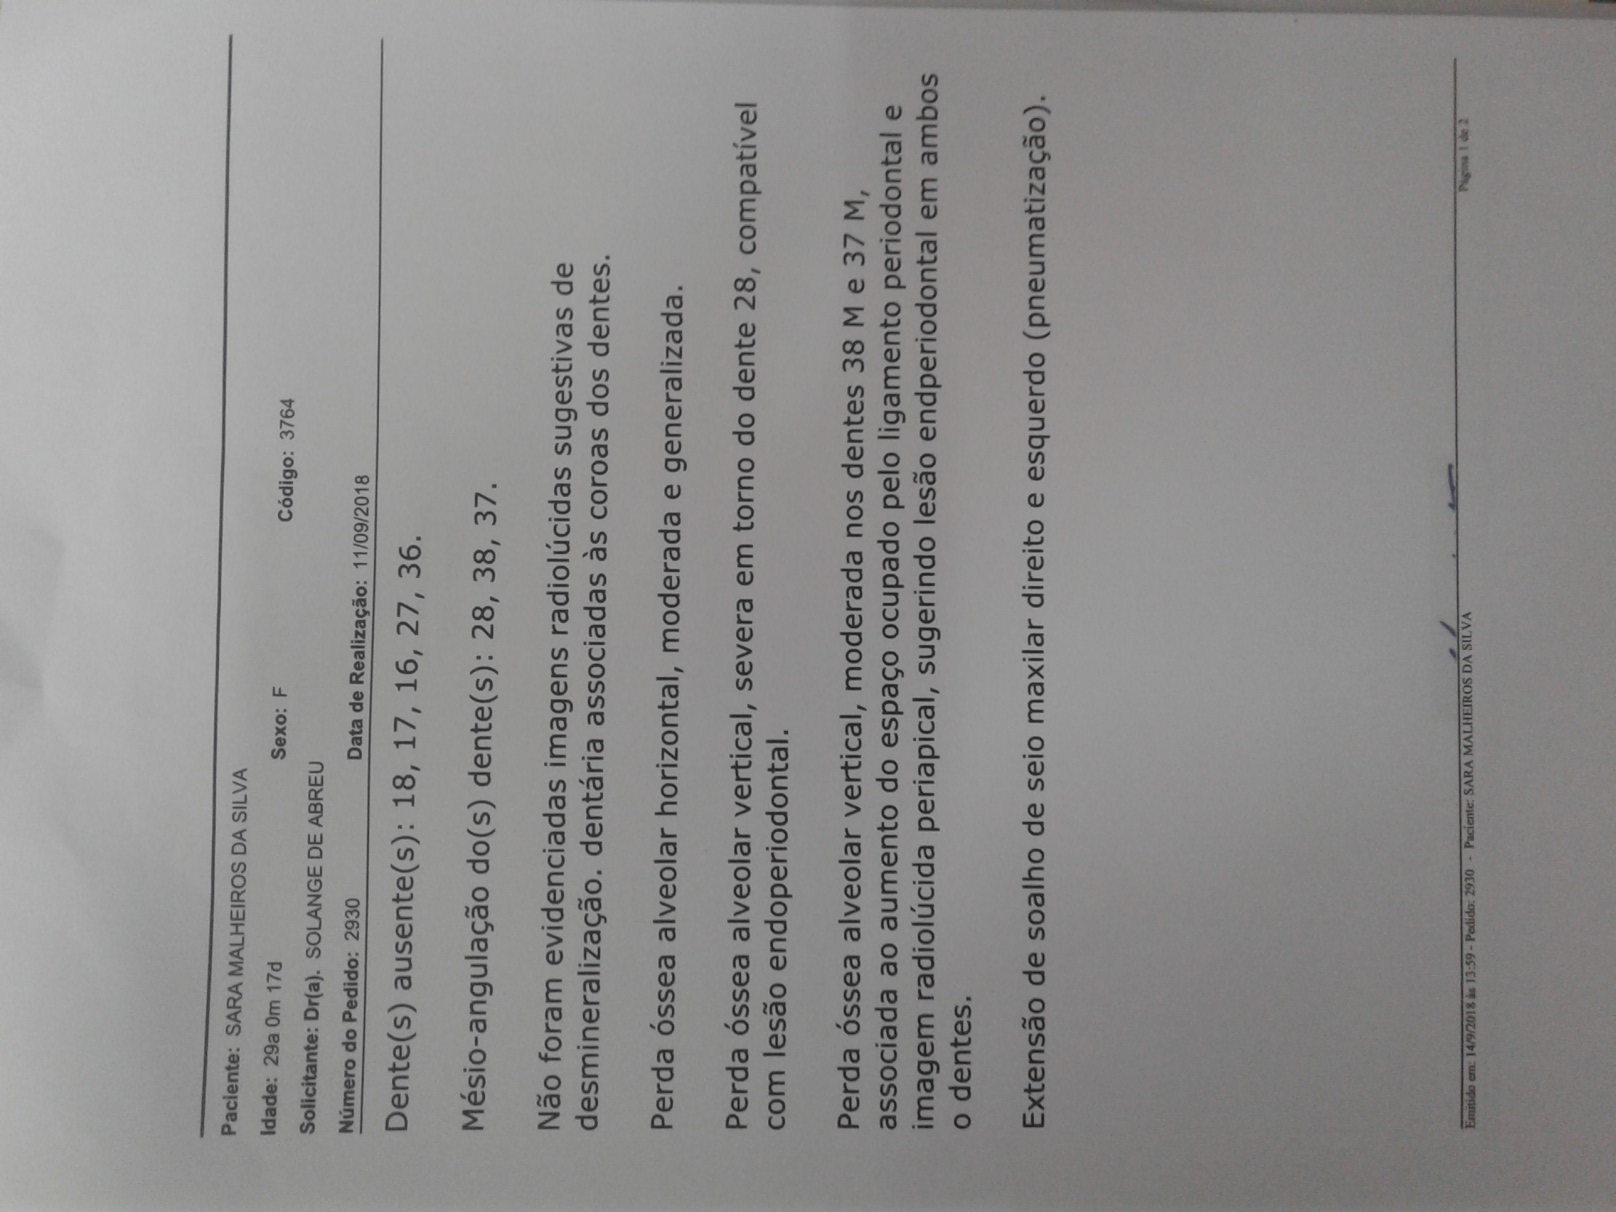 Paciente: SARA MALHEIROS DA SILVA
Idade: 29a 0m 17d Sexo: F Código: 3764
Solicitante: Dr(a). SOLANGE DE ABREU
Número do Pedido: 2930 Data de Realização: 11/09/2018
Dente(s) ausente(s): 18, 17, 16, 27, 36.
Mésio-angulação do(s) dente(s): 28, 38, 37.
Não foram evidenciadas imagens radiolúcidas sugestivas de
desmineralização. dentária associadas às coroas dos dentes.
Perda óssea alveolar horizontal, moderada e generalizada.
Perda óssea alveolar vertical, severa em torno do dente 28, compatível
com lesão endoperiodontal.
Perda óssea alveolar vertical, moderada nos dentes 38 M e 37 M,
associada ao aumento do espaço ocupado pelo ligamento periodontal e
imagem radiolúcida periapical, sugerindo lesão endperiodontal em ambos
o dentes.
Extensão de soalho de seio maxilar direito e esquerdo (pneumatização).
Emitido em: 14/9/2018 às 13:59 - Pedido: 2930 - Paciente: SARA MALHEIROS DA SILVA Página 1 de 2